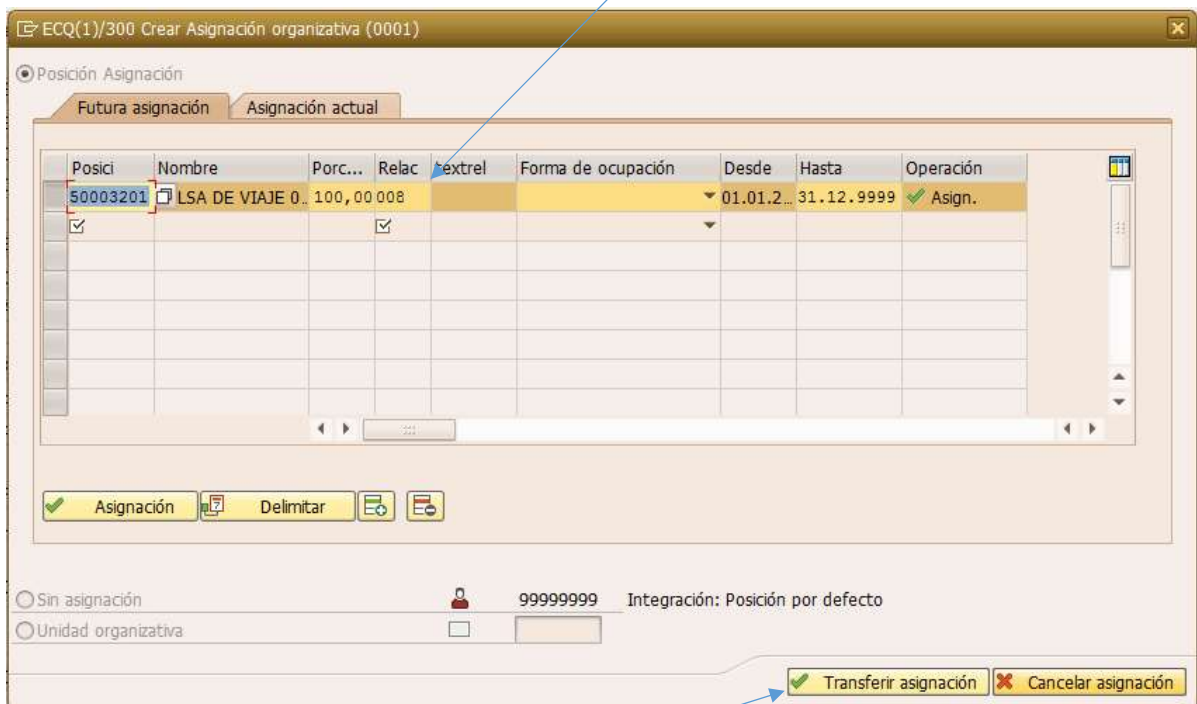 ECQ(1)/300 Crear Asignación organizativa (0001)
Posición Asignación
Futura asignación Asignación actual
Posici Nombre Porc... Relac textrel Forma de ocupación Desde Hasta Operación
50003201 LSA DE VIAJE 0.. 100,00 008 01.01.2... 31.12.9999 Asign.
Asignación Delimitar
Sin asignación 99999999 Integración: Posición por defecto
Unidad organizativa
Transferir asignación Cancelar asignación